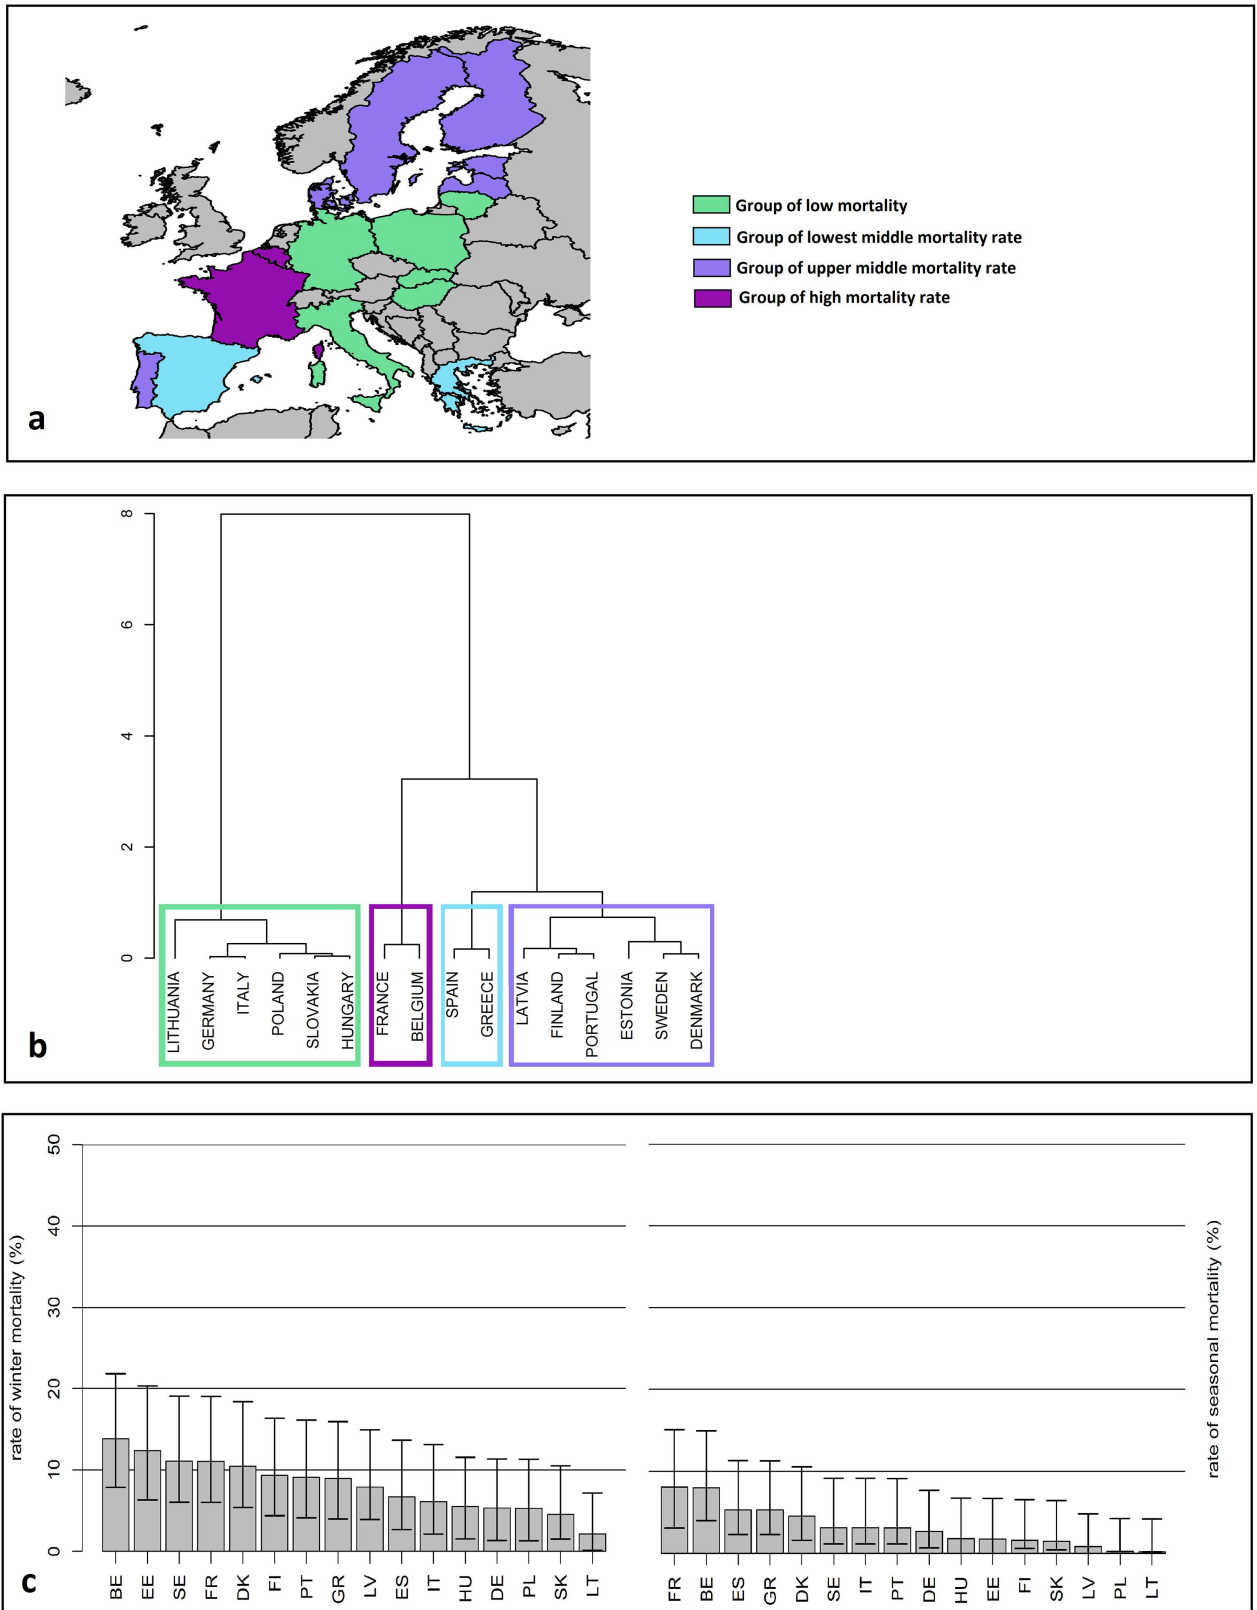 Group of low mortality
Group of lowest middle mortality rate
Group of upper middle mortality rate
Group of high mortality rate
a
8
6
4
2
0
LITHUANIA
GERMANY
ITALY
POLAND
SLOVAKIA
HUNGARY
FRANCE
BELGIUM
SPAIN
GREECE
LATVIA
FINLAND
PORTUGAL
ESTONIA
SWEDEN
DENMARK
b
rate of winter mortality (%)
50
40
30
20
10
0
BE
EE
SE
FR
DK
FI
PT
GR
LV
ES
IT
HU
DE
PL
SK
LT
FR
BE
ES
GR
DK
SE
IT
PT
DE
HU
EE
FI
SK
LV
PL
LT
rate of seasonal mortality (%)
c